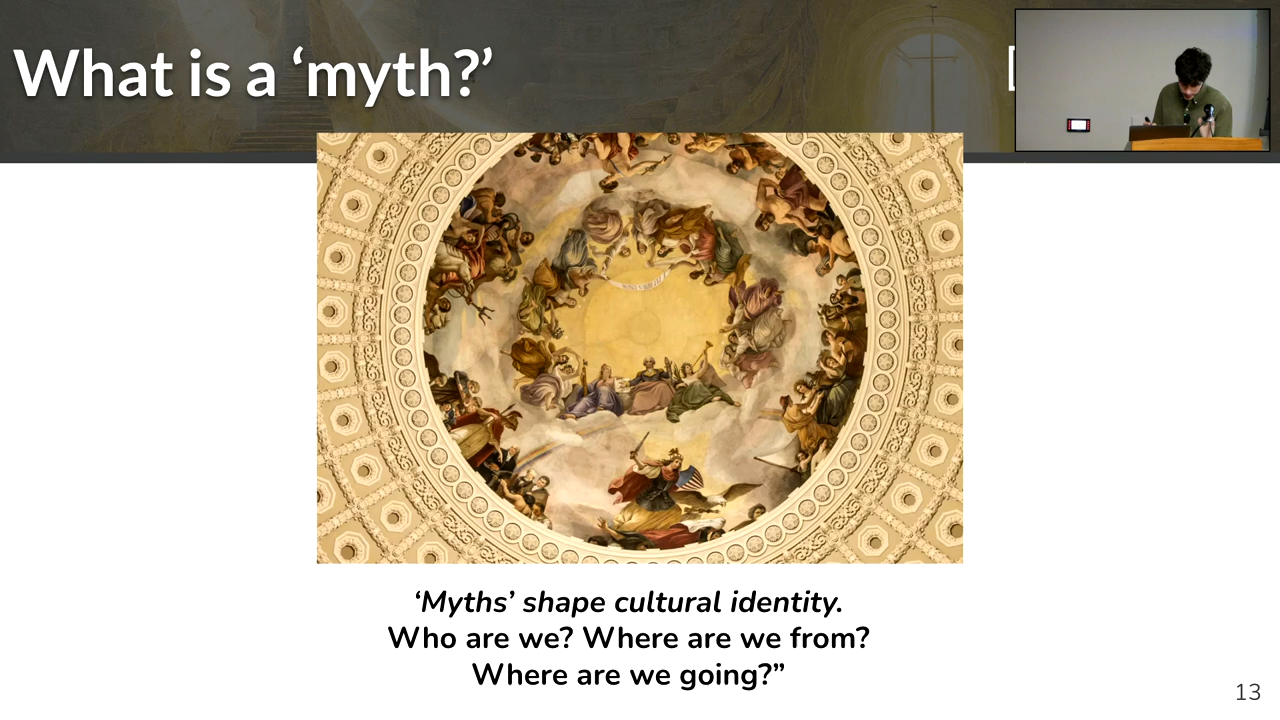 What is a ‘myth?’
‘Myths’ shape cultural identity.
Who are we? Where are we from?
Where are we going?”
13